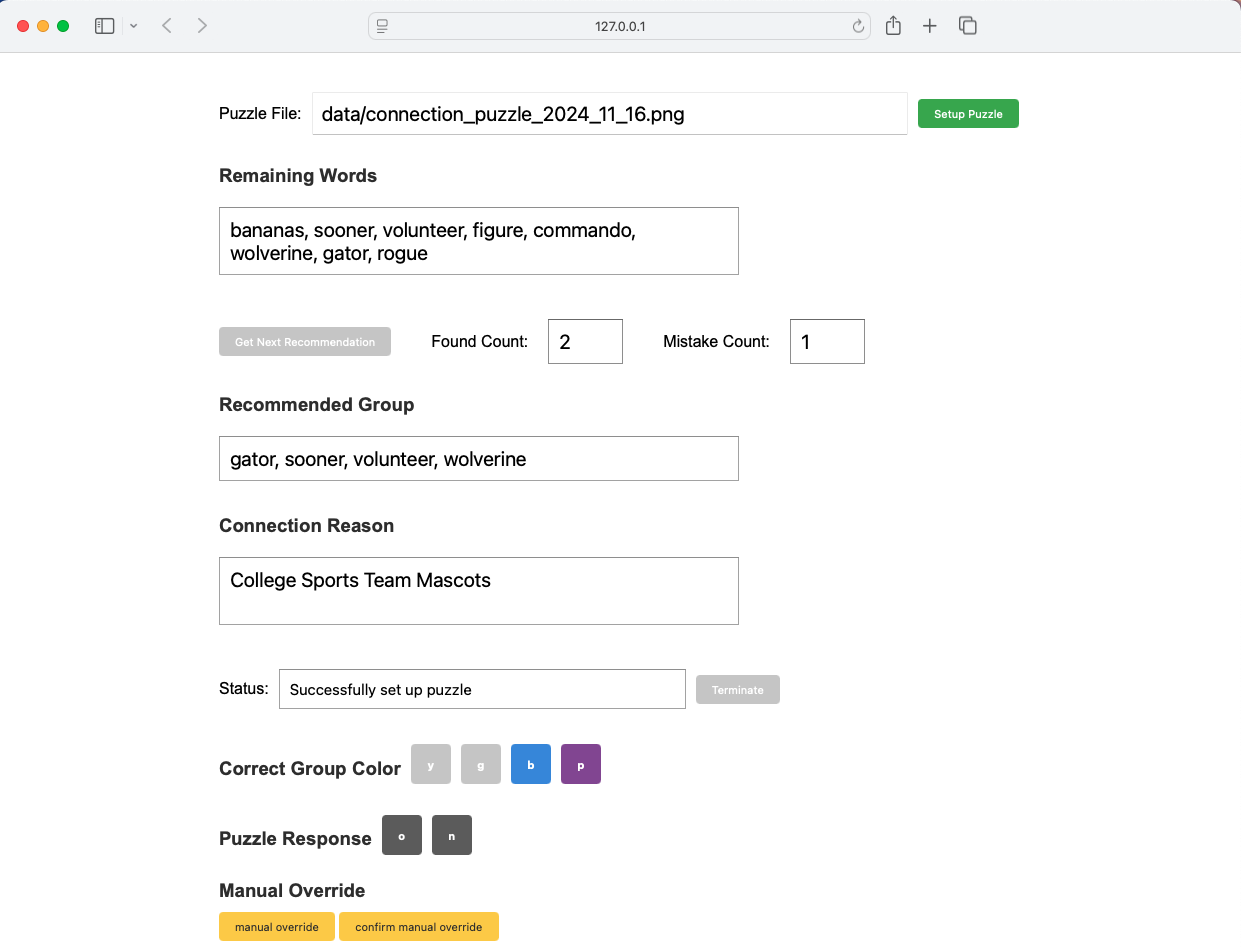 127.0.0.1
Puzzle File: data/connection_puzzle_2024_11_16.png Setup Puzzle
Remaining Words
bananas, sooner, volunteer, figure, commando,
wolverine, gator, rogue
Get Next Recommendation Found Count: 2 Mistake Count: 1
Recommended Group
gator, sooner, volunteer, wolverine
Connection Reason
College Sports Team Mascots
Status: Successfully set up puzzle Terminate
Correct Group Color y g b p
Puzzle Response o n
Manual Override
manual override confirm manual override